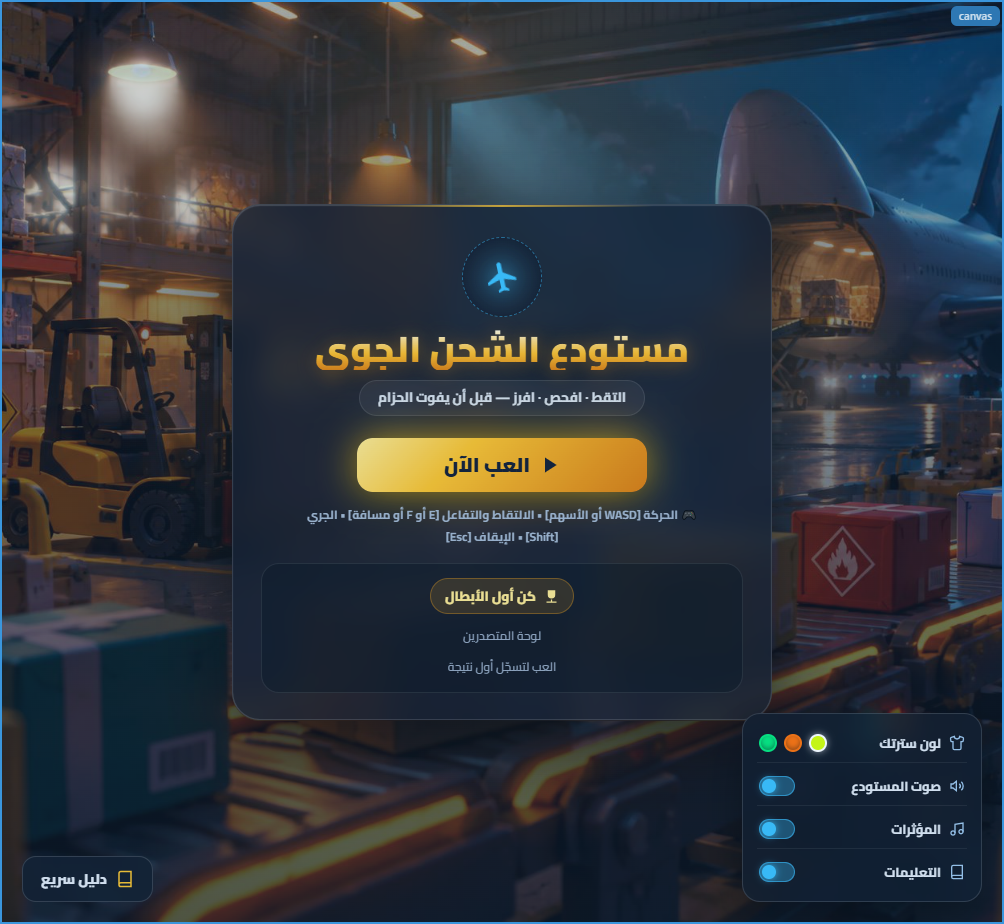 canvas
مستودع الشحن الجوي
التقط · افحص · افرز — قبل أن يفوت الحزام
العب الآن
🎮 الحركة [WASD أو الأسهم] • الالتقاط والتفاعل [E أو F أو مسافة] • الجري
[Shift] • الإيقاف [Esc]
كن أول الأبطال
لوحة المتصدرين
العب لتسجّل أول نتيجة
لون سترتك
صوت المستودع
المؤثرات
التعليمات
دليل سريع